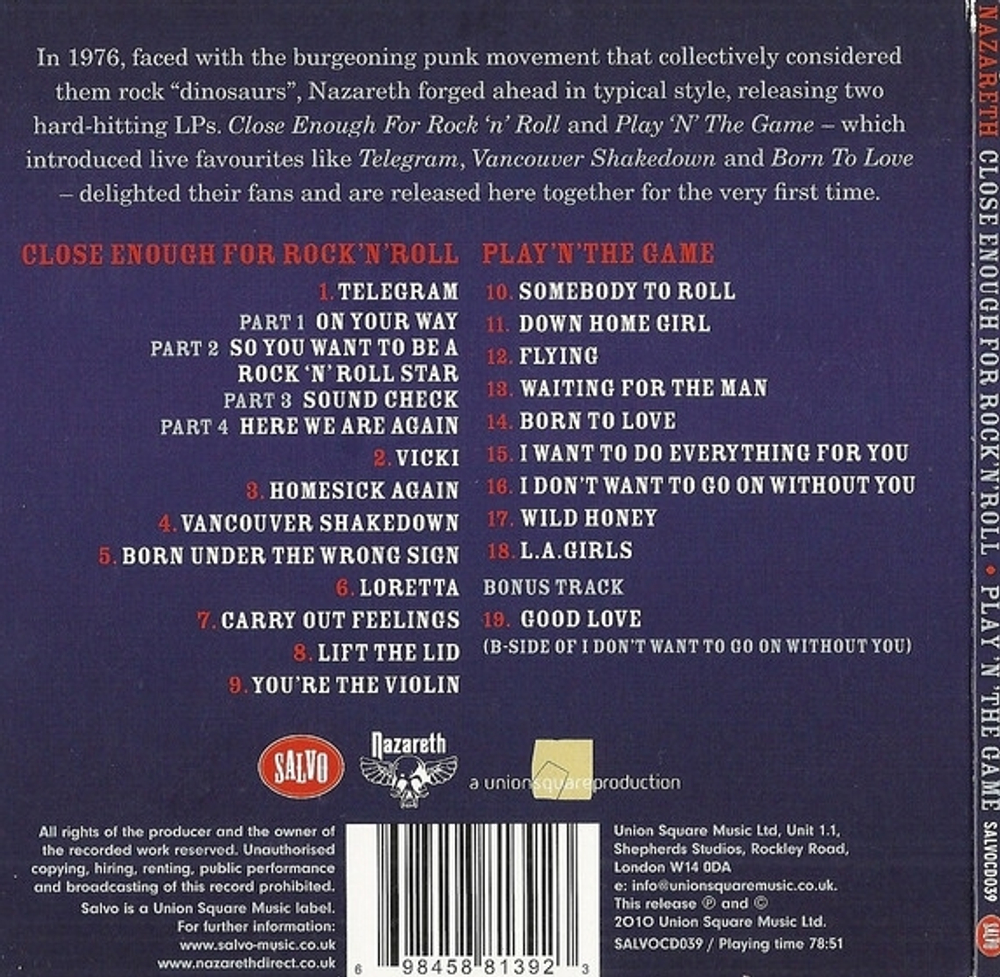 In 1976, faced with the burgeoning punk movement that collectively considered
them rock “dinosaurs”, Nazareth forged ahead in typical style, releasing two
hard-hitting LPs. Close Enough For Rock ‘n’ Roll and Play ‘N’ The Game – which
introduced live favourites like Telegram, Vancouver Shakedown and Born To Love
– delighted their fans and are released here together for the very first time.
CLOSE ENOUGH FOR ROCK'N'ROLL
1. TELEGRAM
PART 1 ON YOUR WAY
PART 2 SO YOU WANT TO BE A
ROCK ‘N’ ROLL STAR
PART 3 SOUND CHECK
PART 4 HERE WE ARE AGAIN
2. VICKI
3. HOMESICK AGAIN
4. VANCOUVER SHAKEDOWN
5. BORN UNDER THE WRONG SIGN
6. LORETTA
7. CARRY OUT FEELINGS
8. LIFT THE LID
9. YOU'RE THE VIOLIN
PLAY'N'THE GAME
10. SOMEBODY TO ROLL
11. DOWN HOME GIRL
12. FLYING
13. WAITING FOR THE MAN
14. BORN TO LOVE
15. I WANT TO DO EVERYTHING FOR YOU
16. I DON'T WANT TO GO ON WITHOUT YOU
17. WILD HONEY
18. L.A.GIRLS
BONUS TRACK
19. GOOD LOVE
(B-SIDE OF I DON'T WANT TO GO ON WITHOUT YOU)
SALVO
Nazareth
a unionsquareproduction
All rights of the producer and the owner of
the recorded work reserved. Unauthorised
copying, hiring, renting, public performance
and broadcasting of this record prohibited.
Salvo is a Union Square Music label.
For further information:
www.salvo-music.co.uk
www.nazarethdirect.co.uk
6 98458 81392 3
Union Square Music Ltd, Unit 1.1,
Shepherds Studios, Rockley Road,
London W14 0DA
e: info@unionsquaremusic.co.uk.
This release ℗ and ©
2010 Union Square Music Ltd.
SALVOCD039 / Playing time 78:51
NAZARETH CLOSE ENOUGH FOR ROCK'N'ROLL • PLAY'N'THE GAME SALVOCD039 SALVO